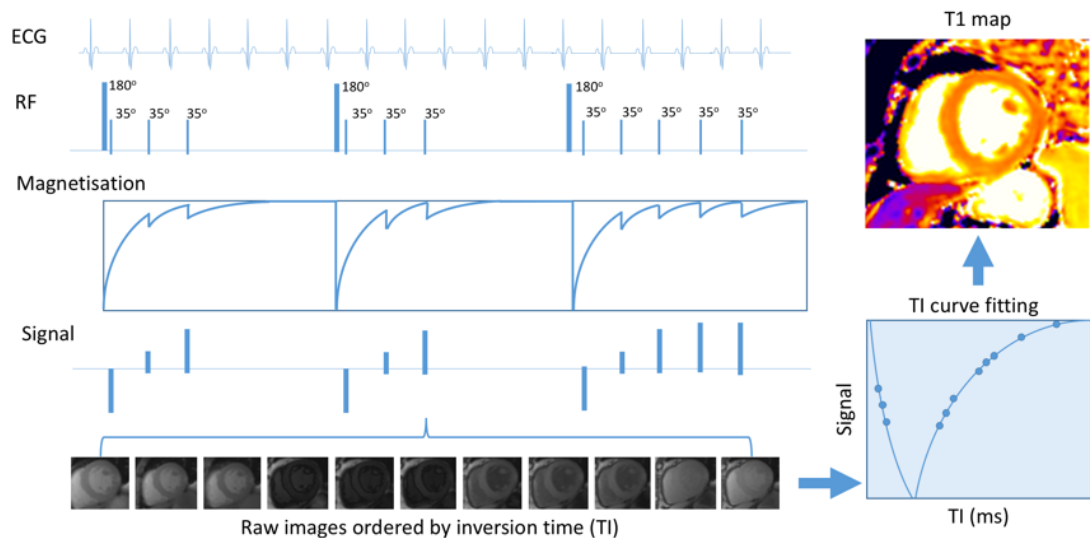 ECG
RF
180°
35°
35°
35°
180°
35°
35°
35°
180°
35°
35°
35°
35°
35°
Magnetisation
Signal
Raw images ordered by inversion time (TI)
T1 map
TI curve fitting
Signal
TI (ms)